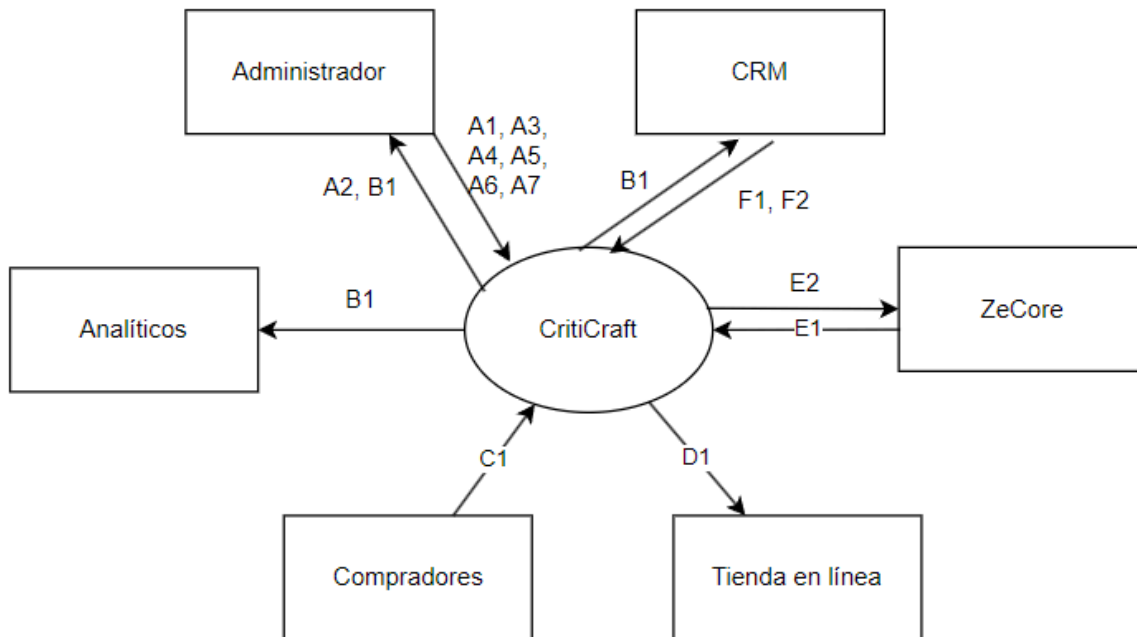 Administrador
CRM
A1, A3,
A4, A5,
A6, A7
A2, B1
B1
F1, F2
Analíticos
B1
CritiCraft
E2
E1
ZeCore
C1
D1
Compradores
Tienda en línea